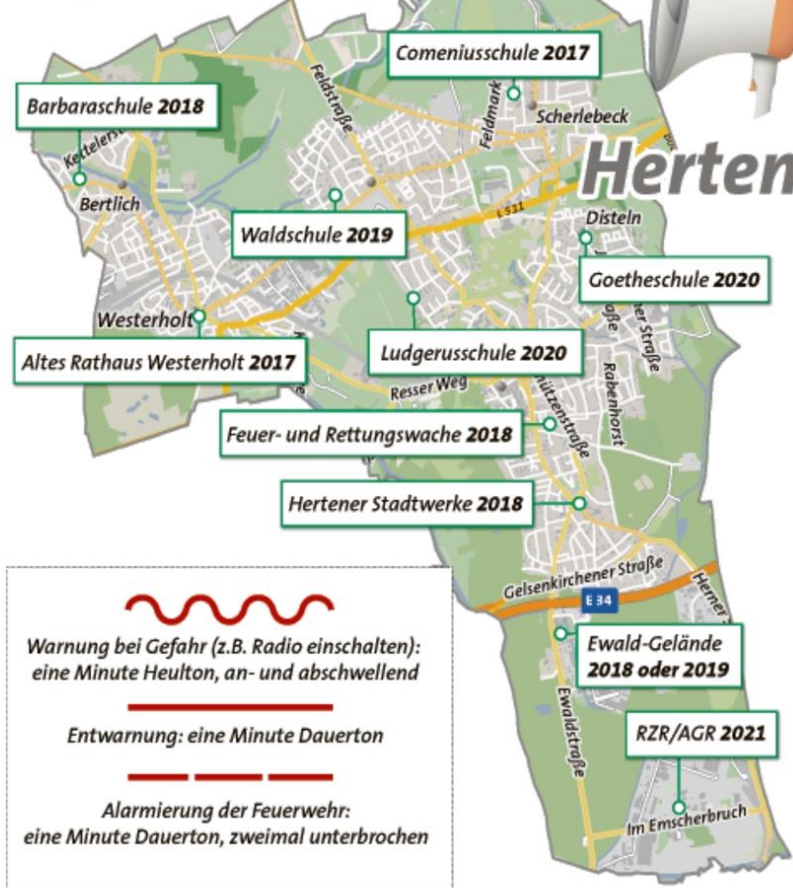 Comeniusschule 2017
Feldstraße
Feldmark
Scherlebeck
Barbaraschule 2018
Bertlich
Herten
L 511
Disteln
Waldschule 2019
Goetheschule 2020
Westerholt
Altes Rathaus Westerholt 2017
Ludgerusschule 2020
Resser Weg
Rabenhorst
Feuer- und Rettungswache 2018
Hertener Stadtwerke 2018
Gelsenkirchener Straße
E 34
Herner
Ewald-Gelände
2018 oder 2019
Ewaldstraße
RZR/AGR 2021
Im Emscherbruch
Warnung bei Gefahr (z.B. Radio einschalten):
eine Minute Heulton, an- und abschwellend
Entwarnung: eine Minute Dauerton
Alarmierung der Feuerwehr:
eine Minute Dauerton, zweimal unterbrochen